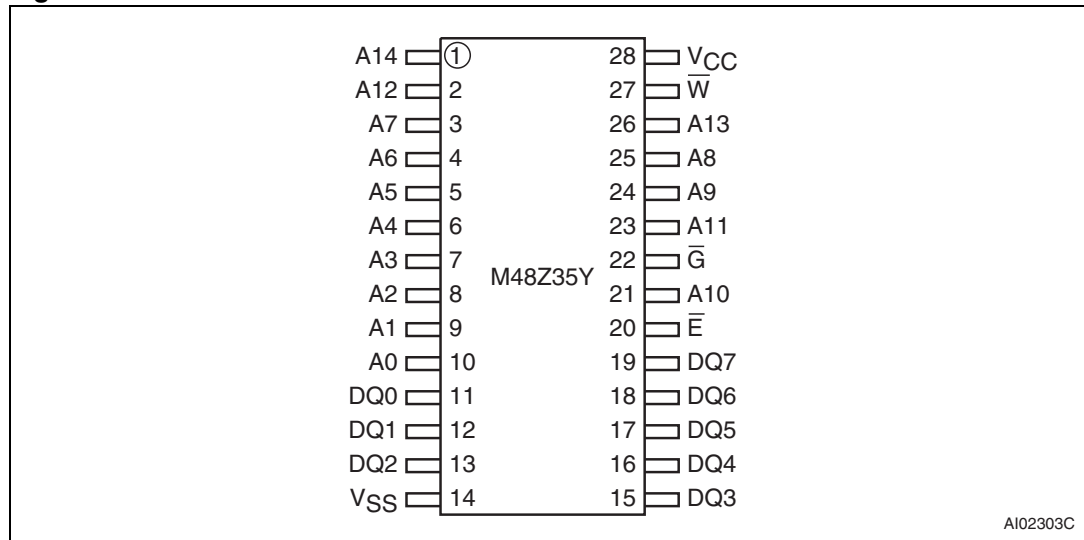 A14 1 28 VCC
A12 2 27 W̅
A7 3 26 A13
A6 4 25 A8
A5 5 24 A9
A4 6 23 A11
A3 7 22 G̅
M48Z35Y
A2 8 21 A10
A1 9 20 E̅
A0 10 19 DQ7
DQ0 11 18 DQ6
DQ1 12 17 DQ5
DQ2 13 16 DQ4
VSS 14 15 DQ3
AI02303C